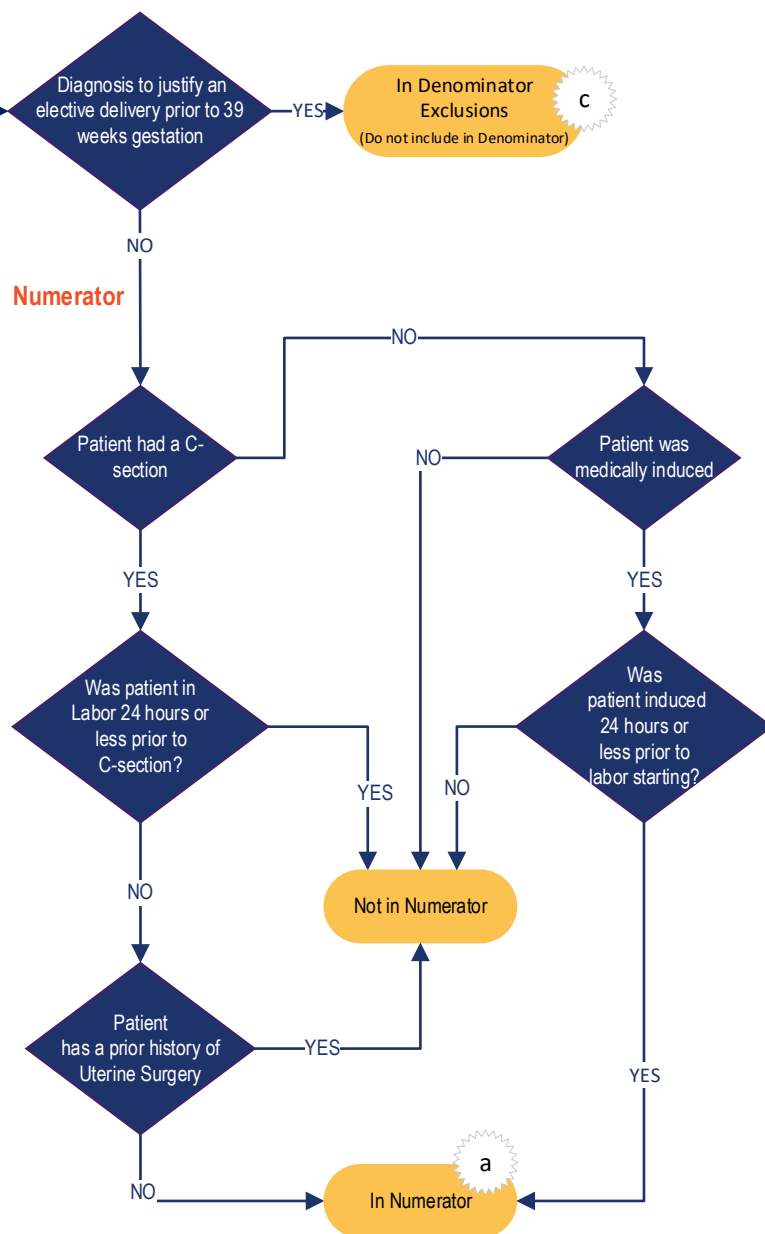 Diagnosis to justify an
elective delivery prior to 39
weeks gestation
YES
In Denominator
Exclusions
(Do not include in Denominator)
c
NO
Numerator
NO
Patient had a C-
section
NO
Patient was
medically induced
YES
YES
Was patient in
Labor 24 hours or
less prior to
C-section?
Was
patient induced
24 hours or
less prior to
labor starting?
YES
NO
NO
Not in Numerator
Patient
has a prior history of
Uterine Surgery
YES
YES
NO
In Numerator
a